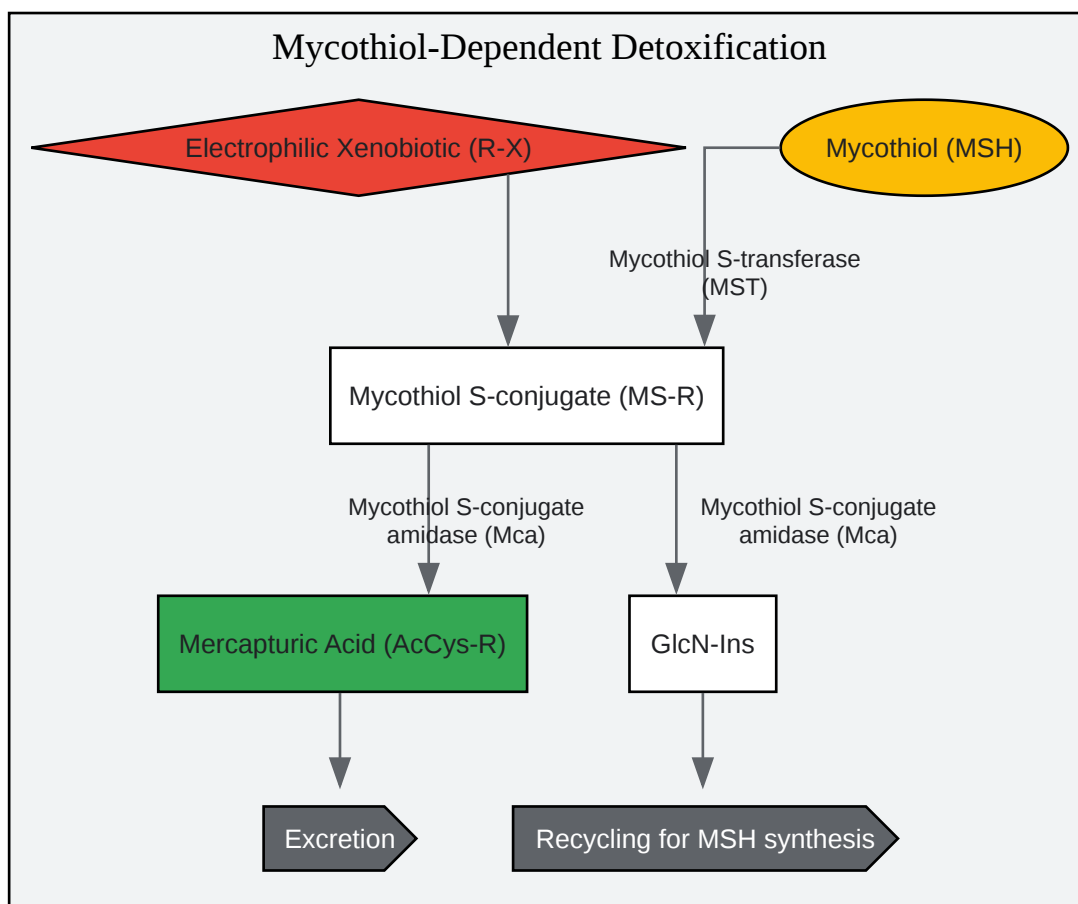 Mycothiol-Dependent Detoxification
Electrophilic Xenobiotic (R-X)
Mycothiol (MSH)
Mycothiol S-transferase
(MST)
Mycothiol S-conjugate (MS-R)
Mycothiol S-conjugate
amidase (Mca)
Mycothiol S-conjugate
amidase (Mca)
Mercapturic Acid (AcCys-R)
GlcN-Ins
Excretion
Recycling for MSH synthesis